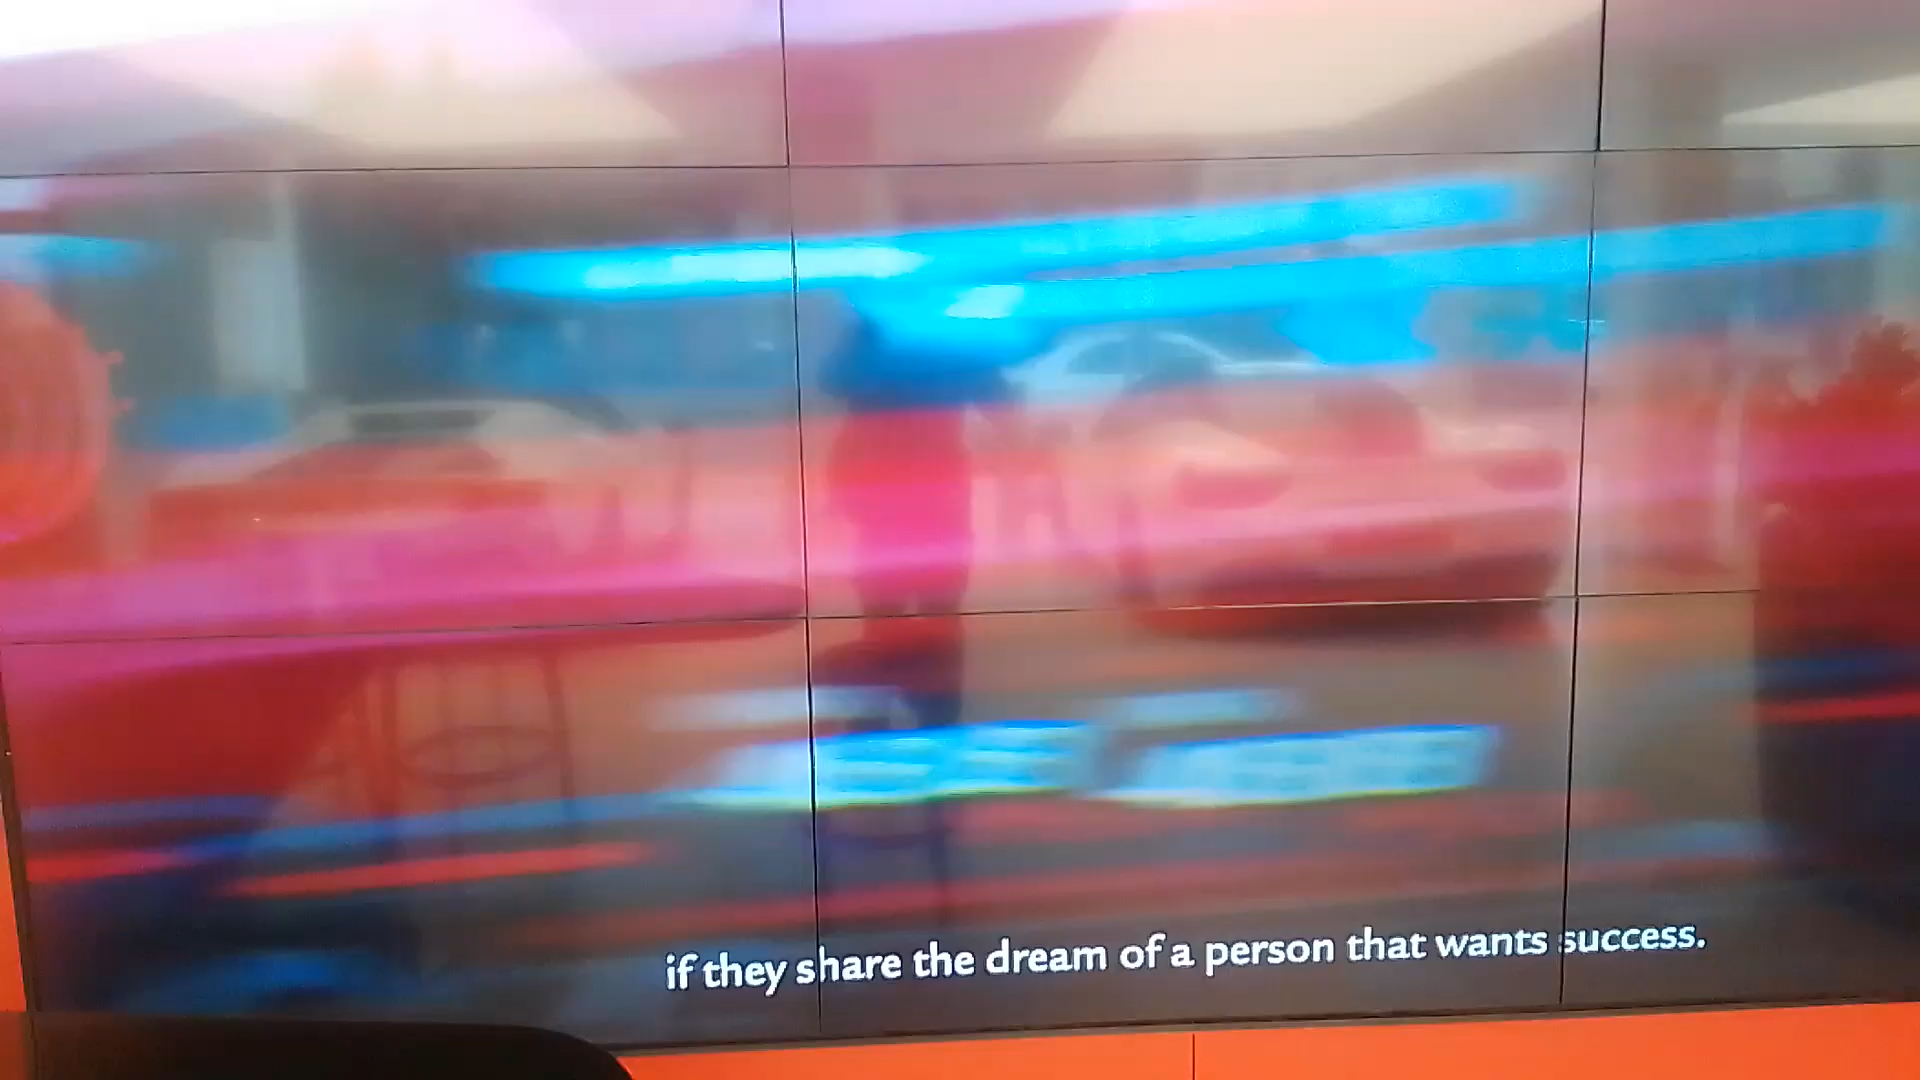 if they share the dream of a person that wants success.